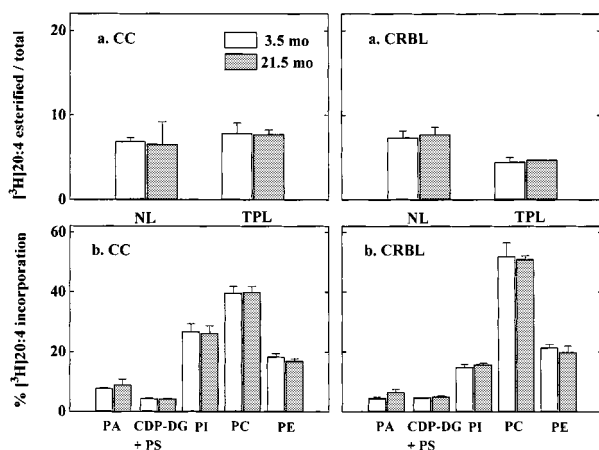 a. CC
3.5 mo
21.5 mo
a. CRBL
[³H]20:4 esterified / total
20
10
0
NL
TPL
NL
TPL
b. CC
b. CRBL
% [³H]20:4 incorporation
60
40
20
0
PA
CDP-DG
+ PS
PI
PC
PE
PA
CDP-DG
+ PS
PI
PC
PE